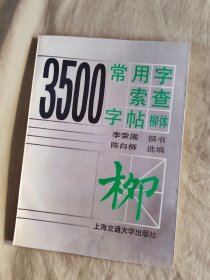 3500
常用字
索查
字帖 柳体
李荣国 撰书
陈白柳 选编
柳
上海交通大学出版社